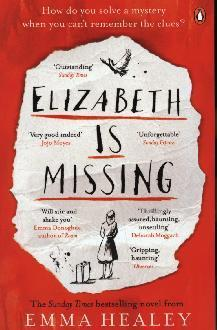 How do you solve a mystery
when you can't remember the clues?
'Outstanding'
Sunday Times
ELIZABETH
'Very good indeed'
Jojo Moyes
IS
'Unforgettable'
Sunday Express
MISSING
'Will stir and
shake you'
Emma Donoghue,
author of Room
'Thrillingly
assured, haunting,
unsettling'
Deborah Moggach
'Gripping,
haunting'
Observer
The Sunday Times bestselling novel from
EMMA HEALEY